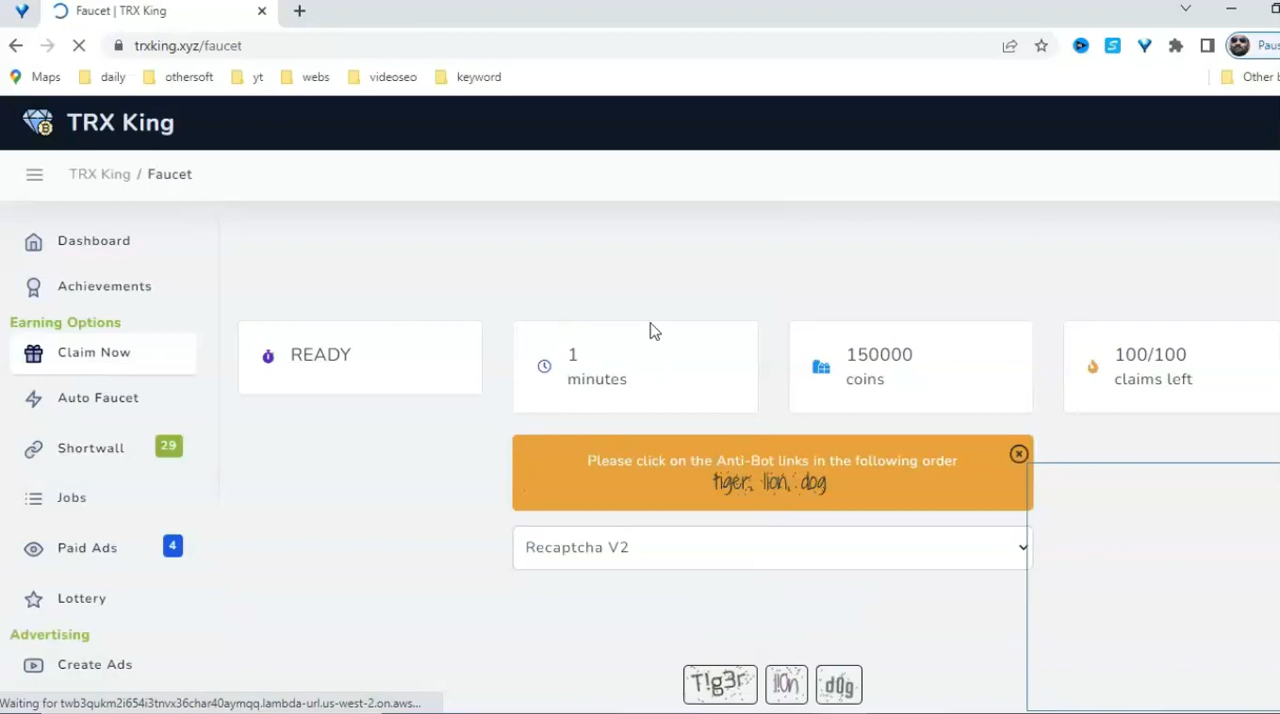 Faucet | TRX King
trxking.xyz/faucet
Paus
Maps daily othersoft yt webs videoseo keyword Other b
TRX King
TRX King / Faucet
Dashboard
Achievements
Earning Options
Claim Now
Auto Faucet
Shortwall 29
Jobs
Paid Ads 4
Lottery
Advertising
Create Ads
READY
1
minutes
150000
coins
100/100
claims left
Please click on the Anti-Bot links in the following order
tiger, lion, dog
Recaptcha V2
T!g3r l!0n d0g
Waiting for twb3qukm2i654i3tnvx36char40aymqq.lambda-url.us-west-2.on.aws...